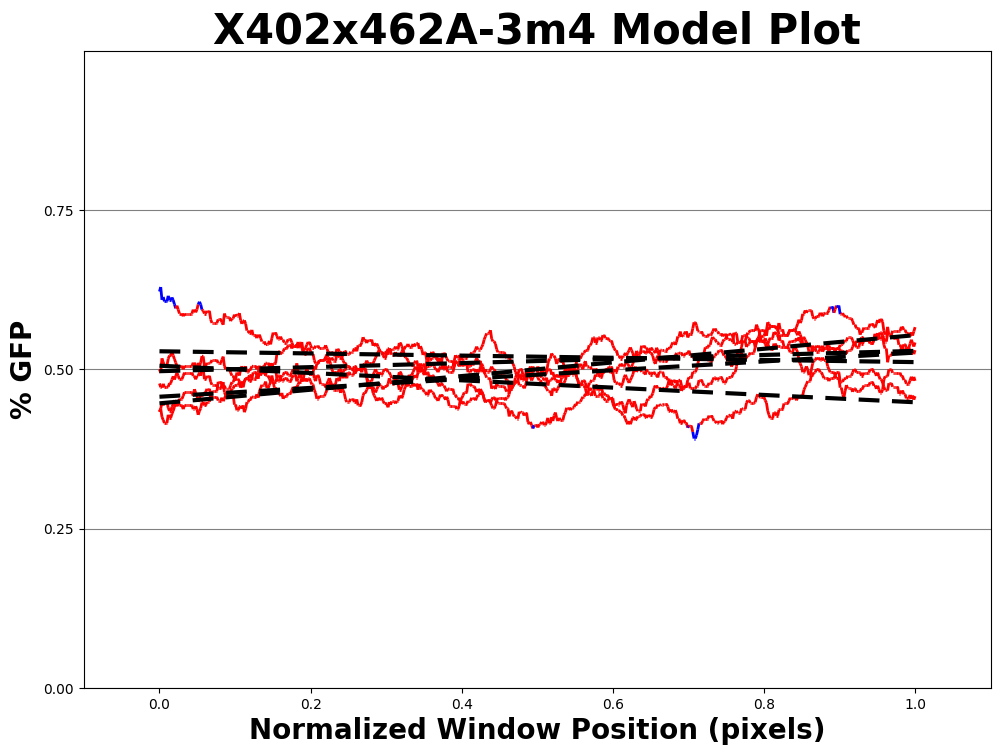 X402x462A-3m4 Model Plot
% GFP
0.75
0.50
0.25
0.00
0.0 0.2 0.4 0.6 0.8 1.0
Normalized Window Position (pixels)